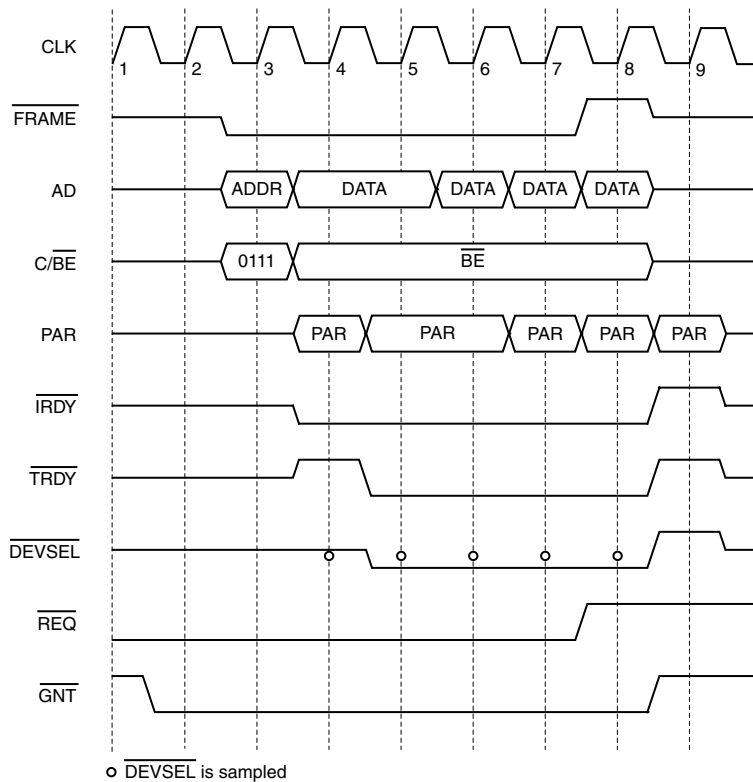 CLK
1 2 3 4 5 6 7 8 9
FRAME
AD ADDR DATA DATA DATA DATA
C/BE 0111 BE
PAR PAR PAR PAR PAR PAR
IRDY
TRDY
DEVSEL
REQ
GNT
DEVSEL is sampled